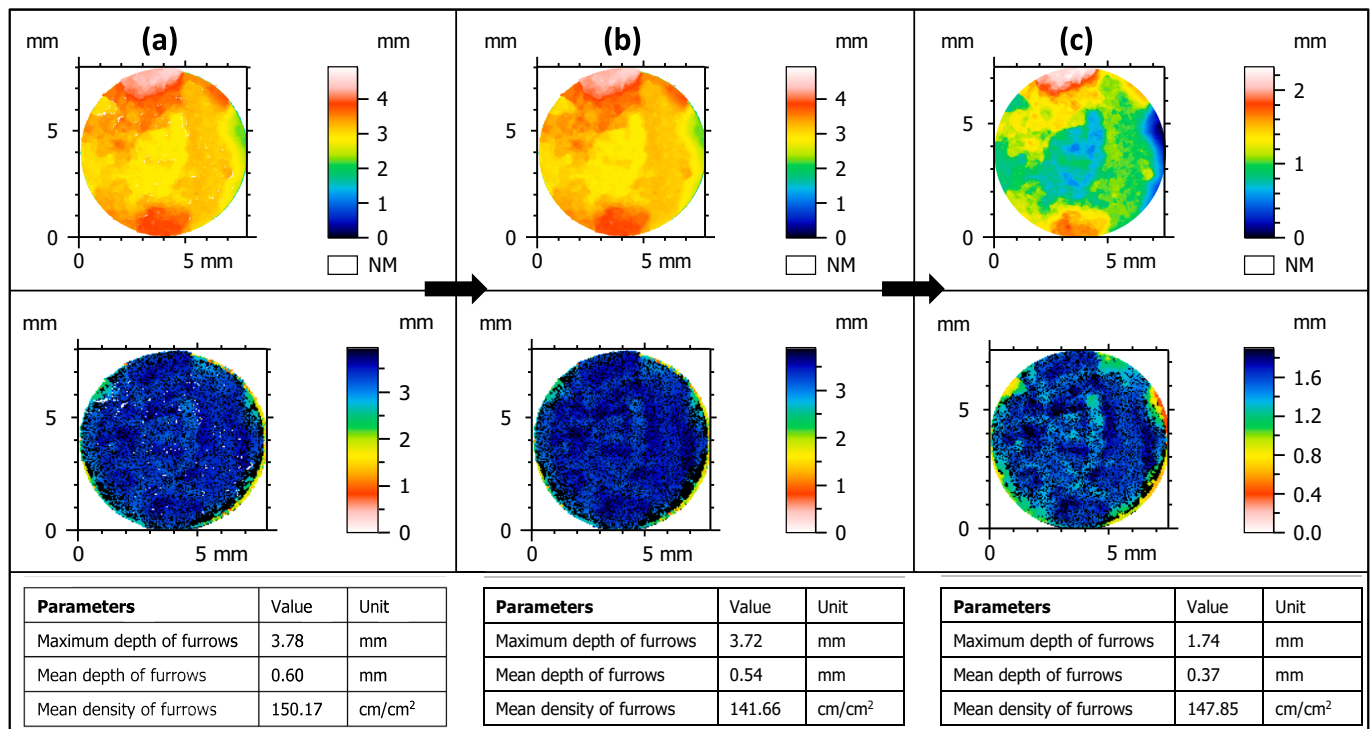 (a)
mm mm
5
0
0 5 mm
4
3
2
1
0
NM
(b)
mm mm
5
0
0 5 mm
4
3
2
1
0
NM
(c)
mm mm
5
0
0 5 mm
2
1
0
NM
mm mm
5
0
0 5 mm
3
2
1
0
mm mm
5
0
0 5 mm
3
2
1
0
mm mm
5
0
0 5 mm
1.6
1.2
0.8
0.4
0.0
Parameters Value Unit
Maximum depth of furrows 3.78 mm
Mean depth of furrows 0.60 mm
Mean density of furrows 150.17 cm/cm²
Parameters Value Unit
Maximum depth of furrows 3.72 mm
Mean depth of furrows 0.54 mm
Mean density of furrows 141.66 cm/cm²
Parameters Value Unit
Maximum depth of furrows 1.74 mm
Mean depth of furrows 0.37 mm
Mean density of furrows 147.85 cm/cm²